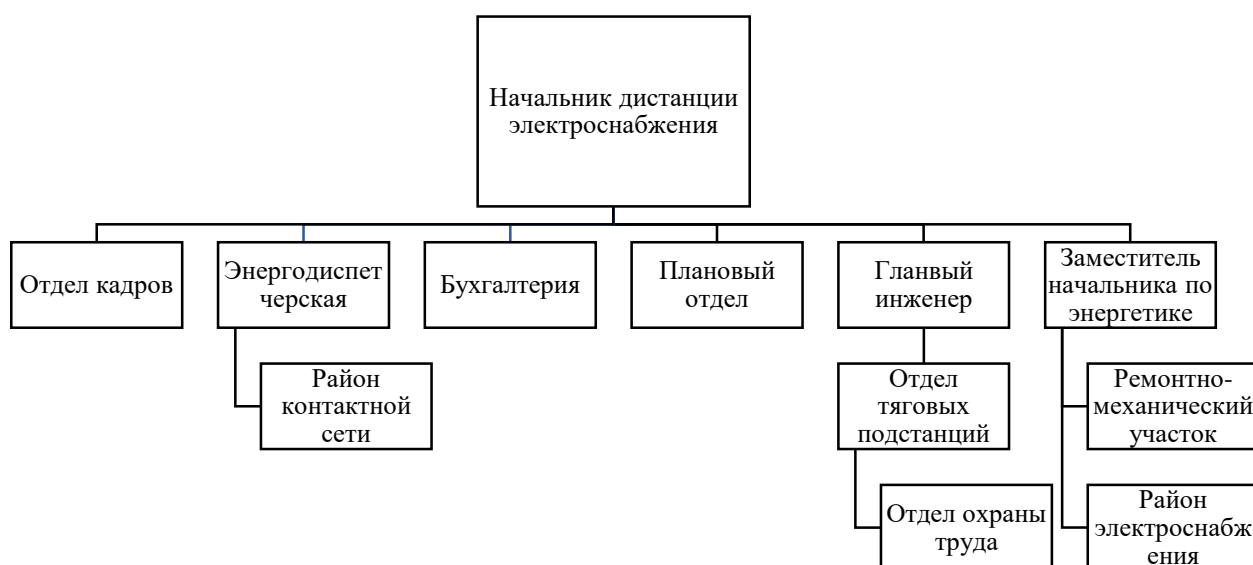 Начальник дистанции
электроснабжения
Отдел кадров
Энергодиспет
черская
Бухгалтерия
Плановый
отдел
Гланвый
инженер
Заместитель
начальника по
энергетике
Район
контактной
сети
Отдел
тяговых
подстанций
Ремонтно-
механический
участок
Отдел охраны
труда
Район
электроснабж
ения